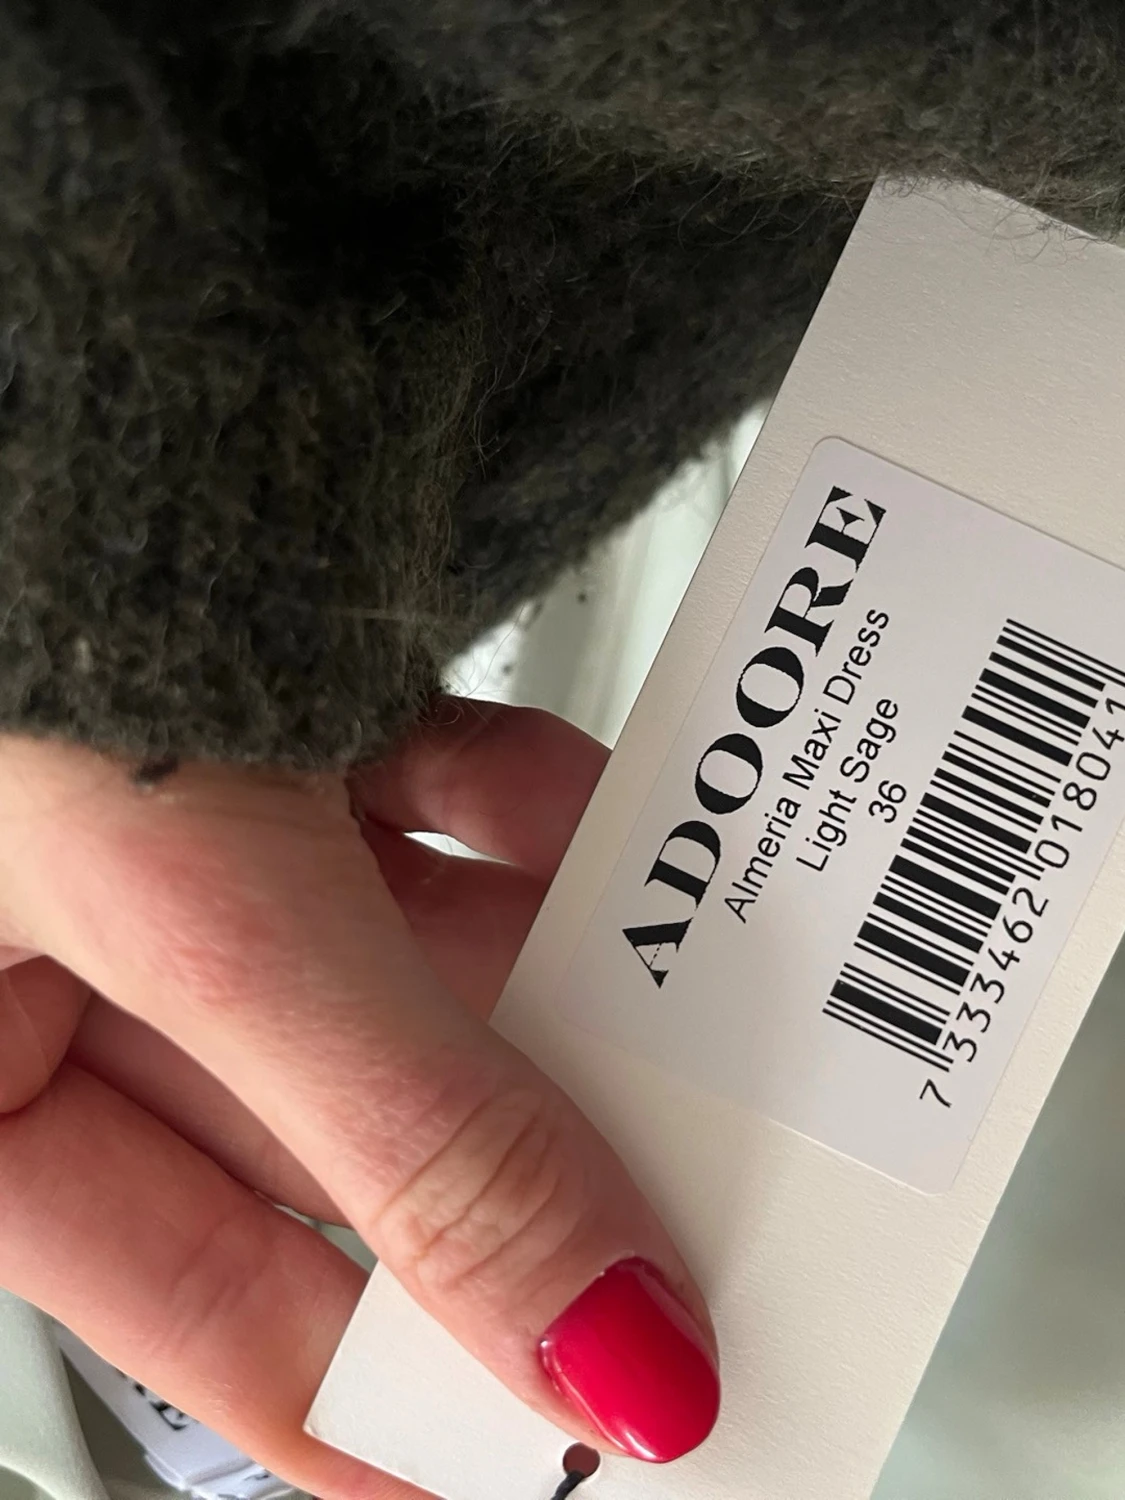 ADOORE
Almeria Maxi Dress
Light Sage
36
7 333462 018041